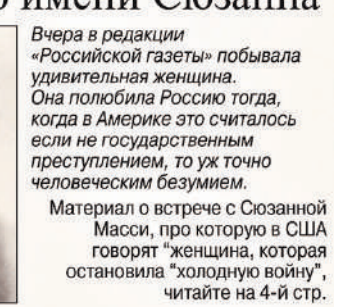 о имени Сюзанна
Вчера в редакции
«Российской газеты» побывала
удивительная женщина.
Она полюбила Россию тогда,
когда в Америке это считалось
если не государственным
преступлением, то уж точно
человеческим безумием.
Материал о встрече с Сюзанной
Масси, про которую в США
говорят "женщина, которая
остановила "холодную войну",
читайте на 4-й стр.